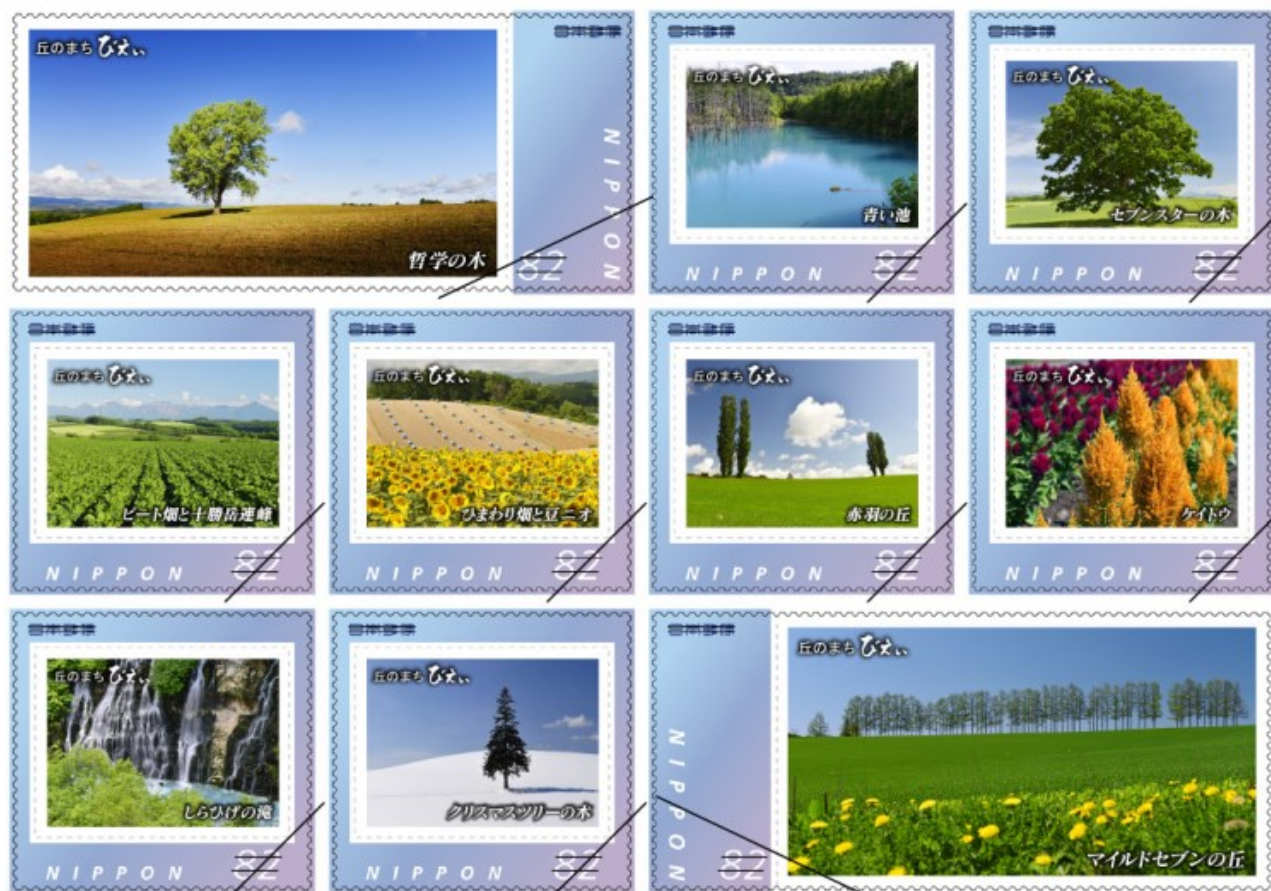 丘のまちびえい
日本郵便
哲学の木
82
NIPPON
日本郵便
丘のまちびえい
青い池
NIPPON
82
日本郵便
丘のまちびえい
セブンスターの木
NIPPON
82
日本郵便
丘のまちびえい
ビート畑と十勝岳連峰
NIPPON
82
日本郵便
丘のまちびえい
ひまわり畑と豆ニオ
NIPPON
82
日本郵便
丘のまちびえい
赤羽の丘
NIPPON
82
日本郵便
丘のまちびえい
ケイトウ
NIPPON
82
日本郵便
丘のまちびえい
しらひげの滝
NIPPON
82
日本郵便
丘のまちびえい
クリスマスツリーの木
NIPPON
82
日本郵便
NIPPON
82
丘のまちびえい
マイルドセブンの丘